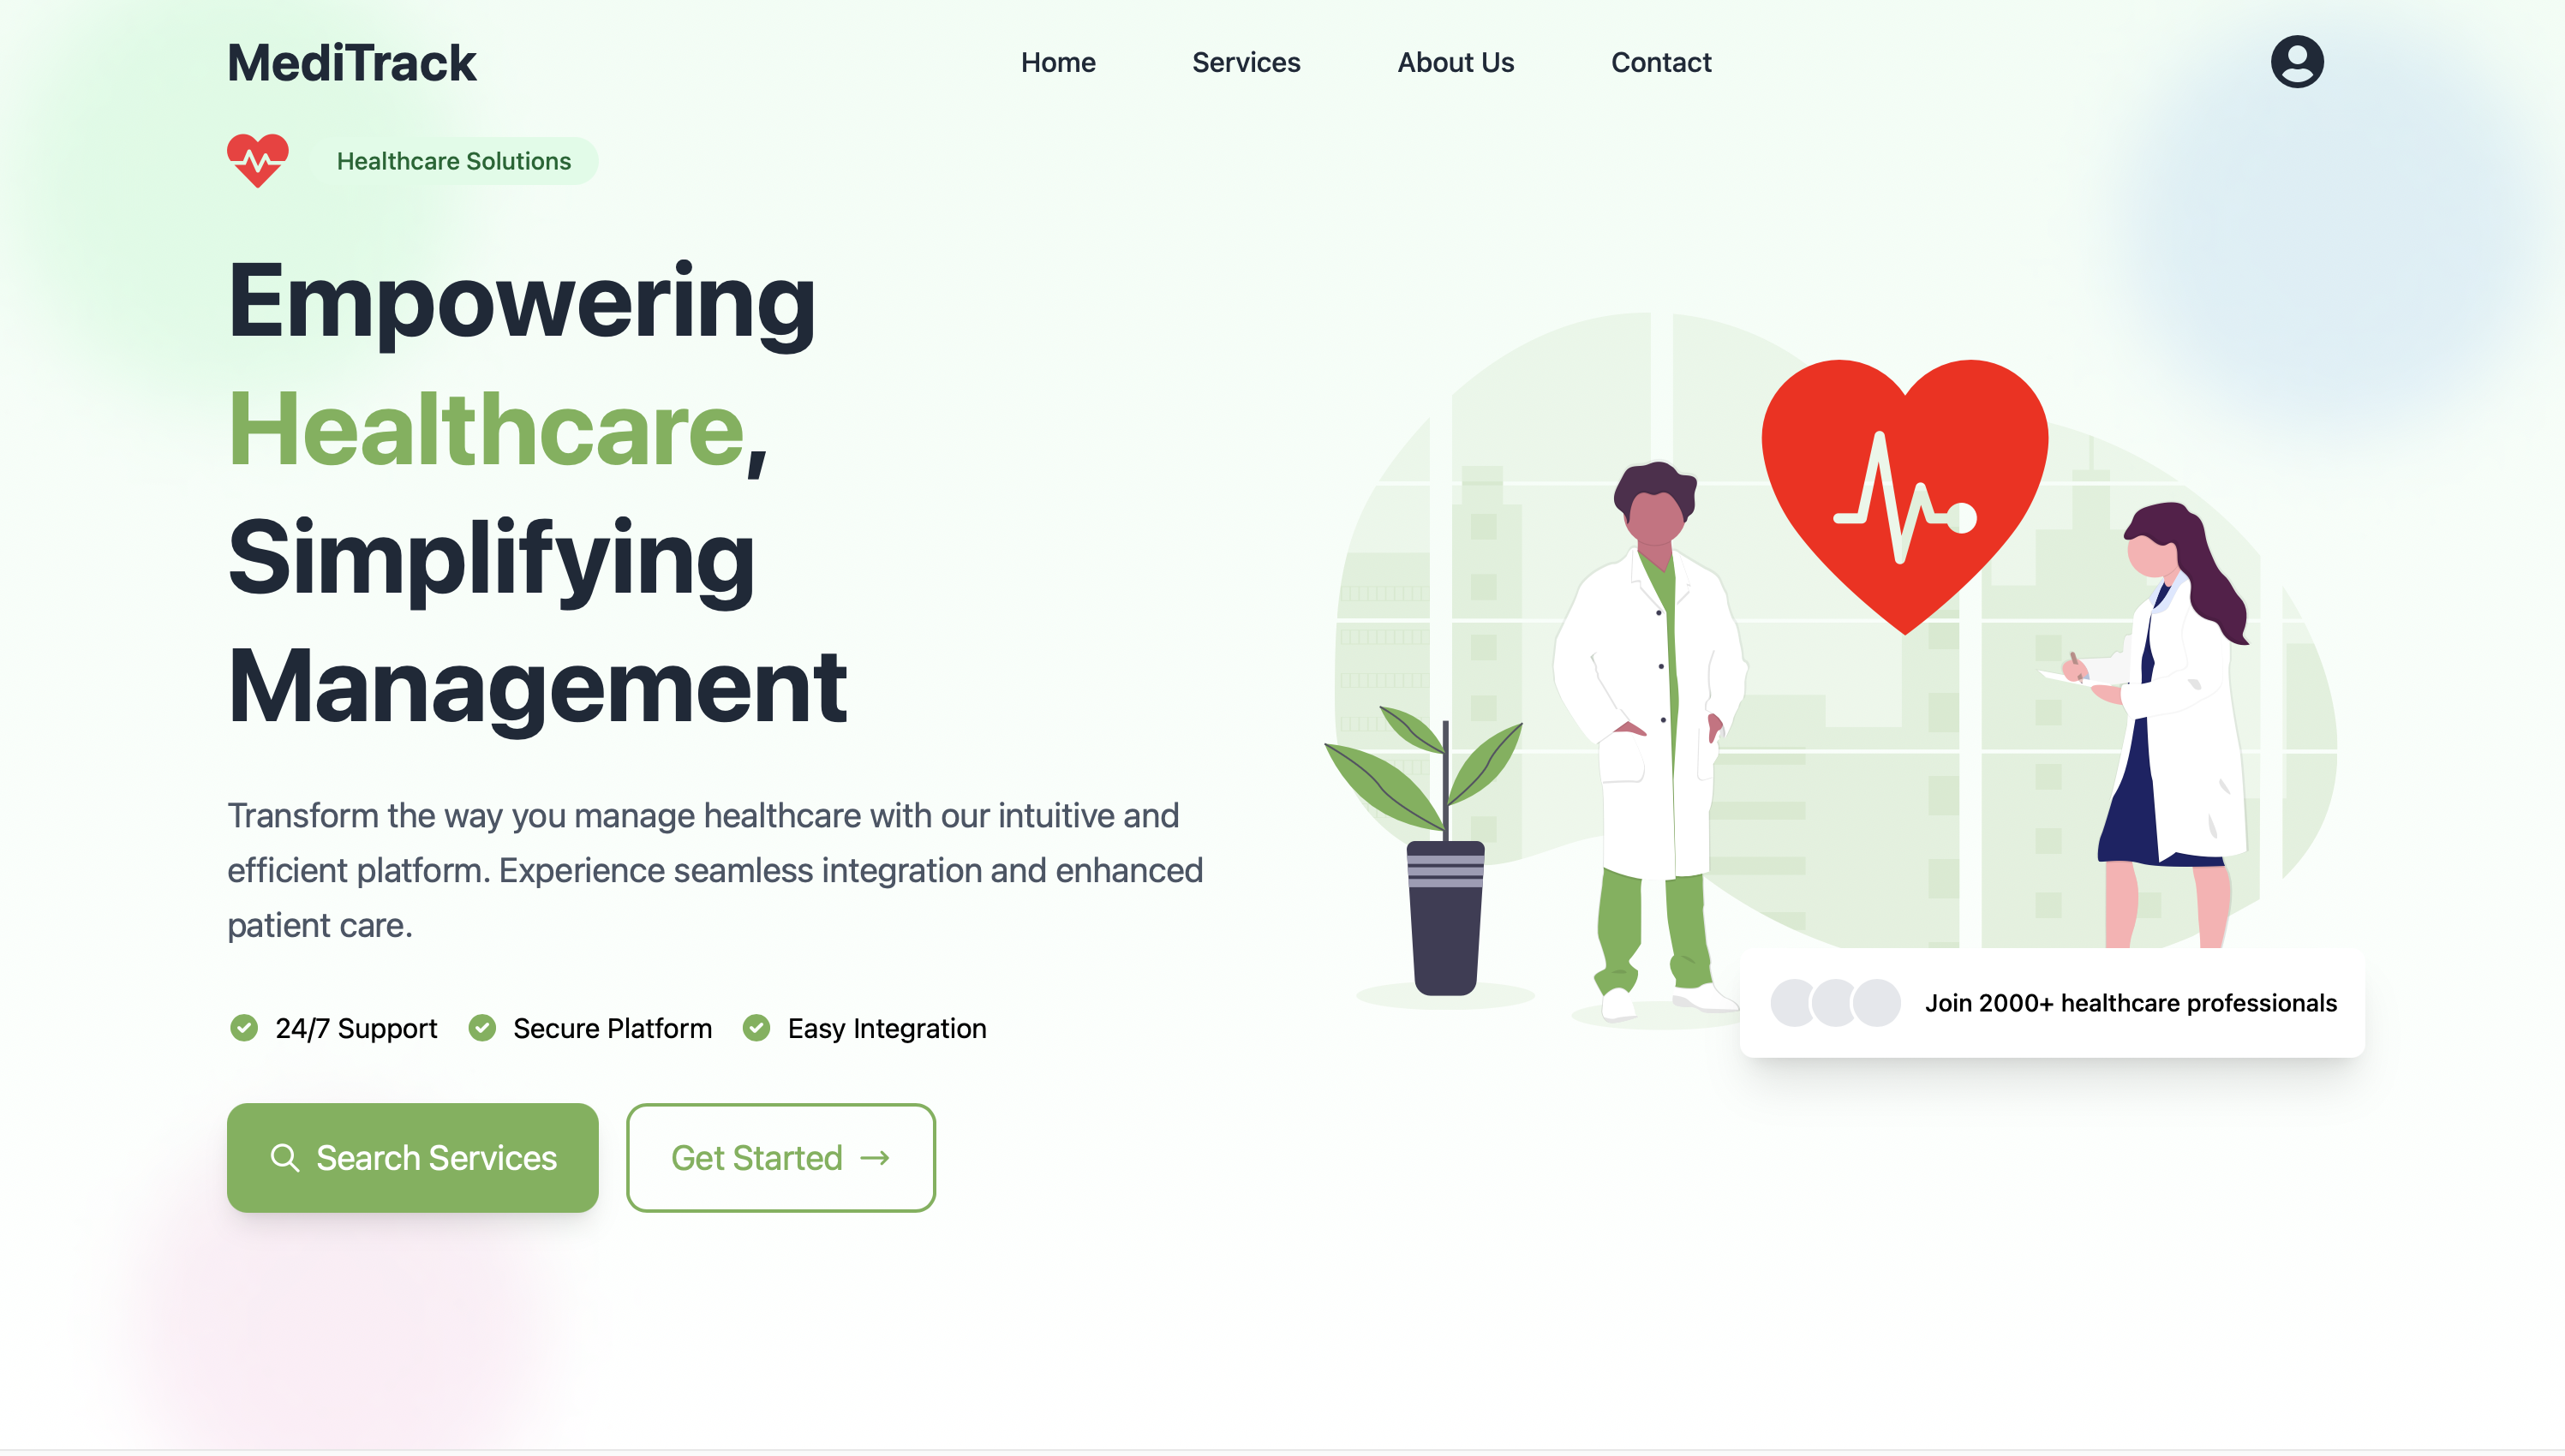 MediTrack
Home
Services
About Us
Contact
Healthcare Solutions
Empowering
Healthcare,
Simplifying
Management
Transform the way you manage healthcare with our intuitive and
efficient platform. Experience seamless integration and enhanced
patient care.
24/7 Support
Secure Platform
Easy Integration
Search Services
Get Started →
Join 2000+ healthcare professionals